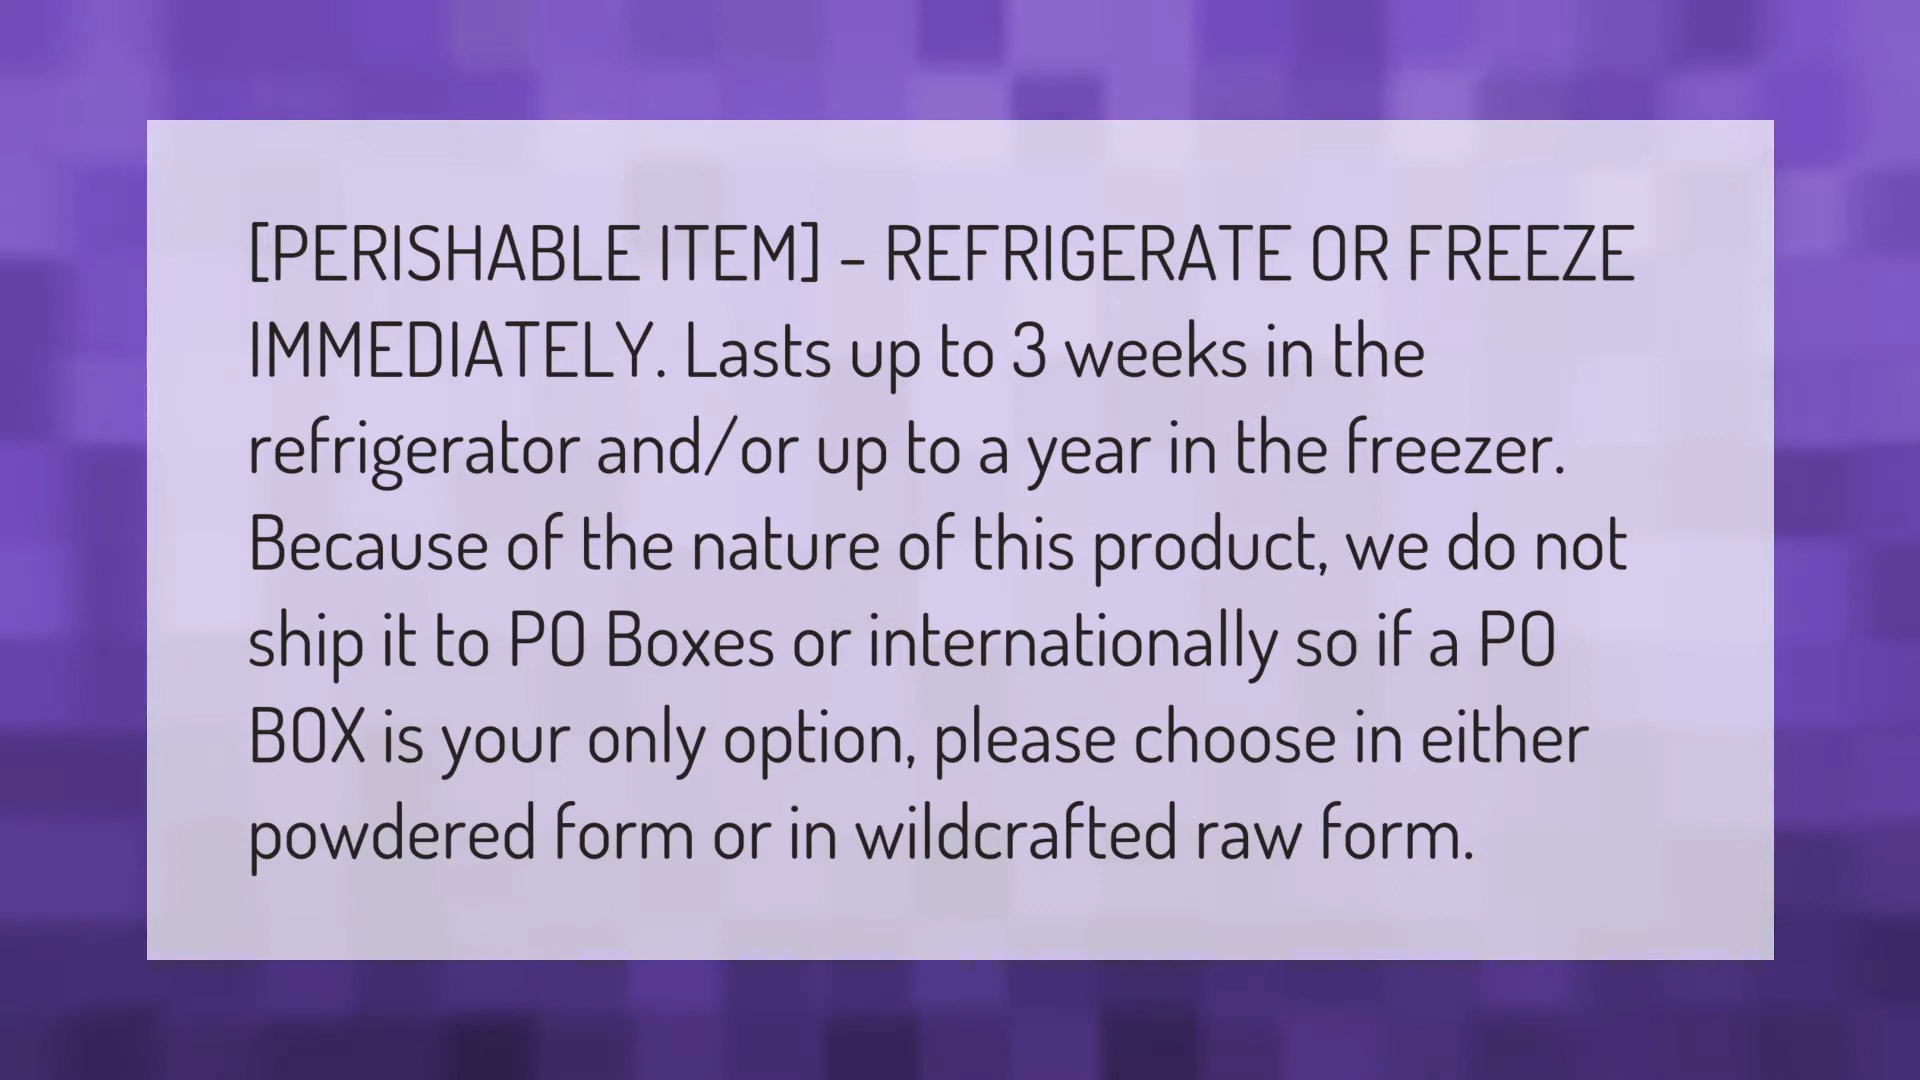 [PERISHABLE ITEM] - REFRIGERATE OR FREEZE
IMMEDIATELY. Lasts up to 3 weeks in the
refrigerator and/or up to a year in the freezer.
Because of the nature of this product, we do not
ship it to PO Boxes or internationally so if a PO
BOX is your only option, please choose in either
powdered form or in wildcrafted raw form.